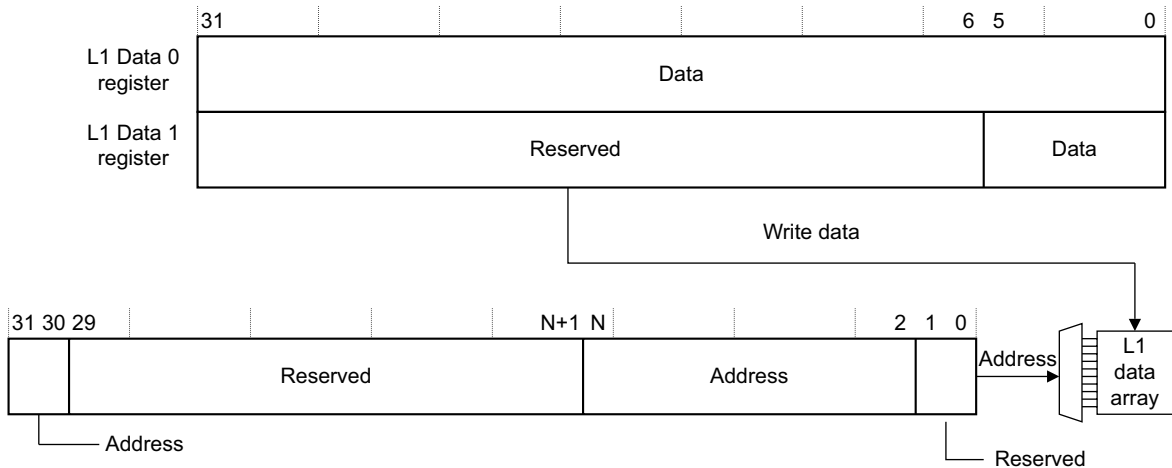 31 6 5 0
L1 Data 0
register
Data
L1 Data 1
register
Reserved Data
Write data
31 30 29 N+1 N 2 1 0
Reserved Address
Address
L1
data
array
Address
Reserved